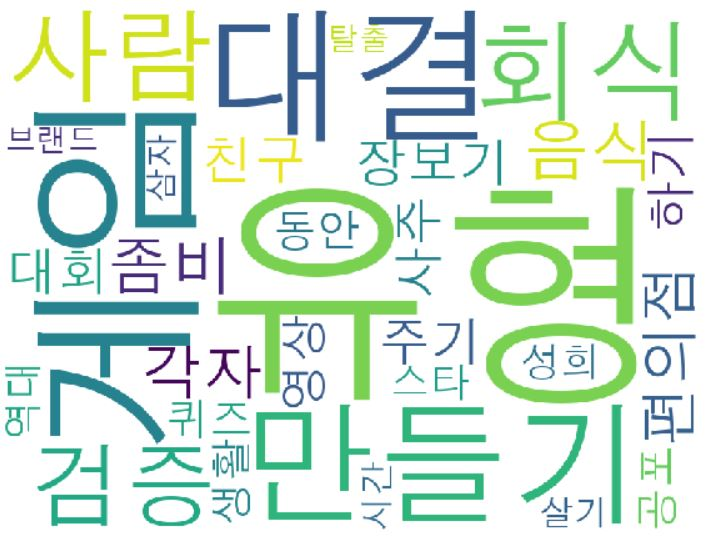 사람
대결
탈출
회식
브랜드
게임
삼자
친구
장보기
음식
하기
대회
좀비
동안
사주
유형
각자
영상
주기
성희
편의점
스타
역대
퀴즈
검증
생활
만들기
시간
살기
공포